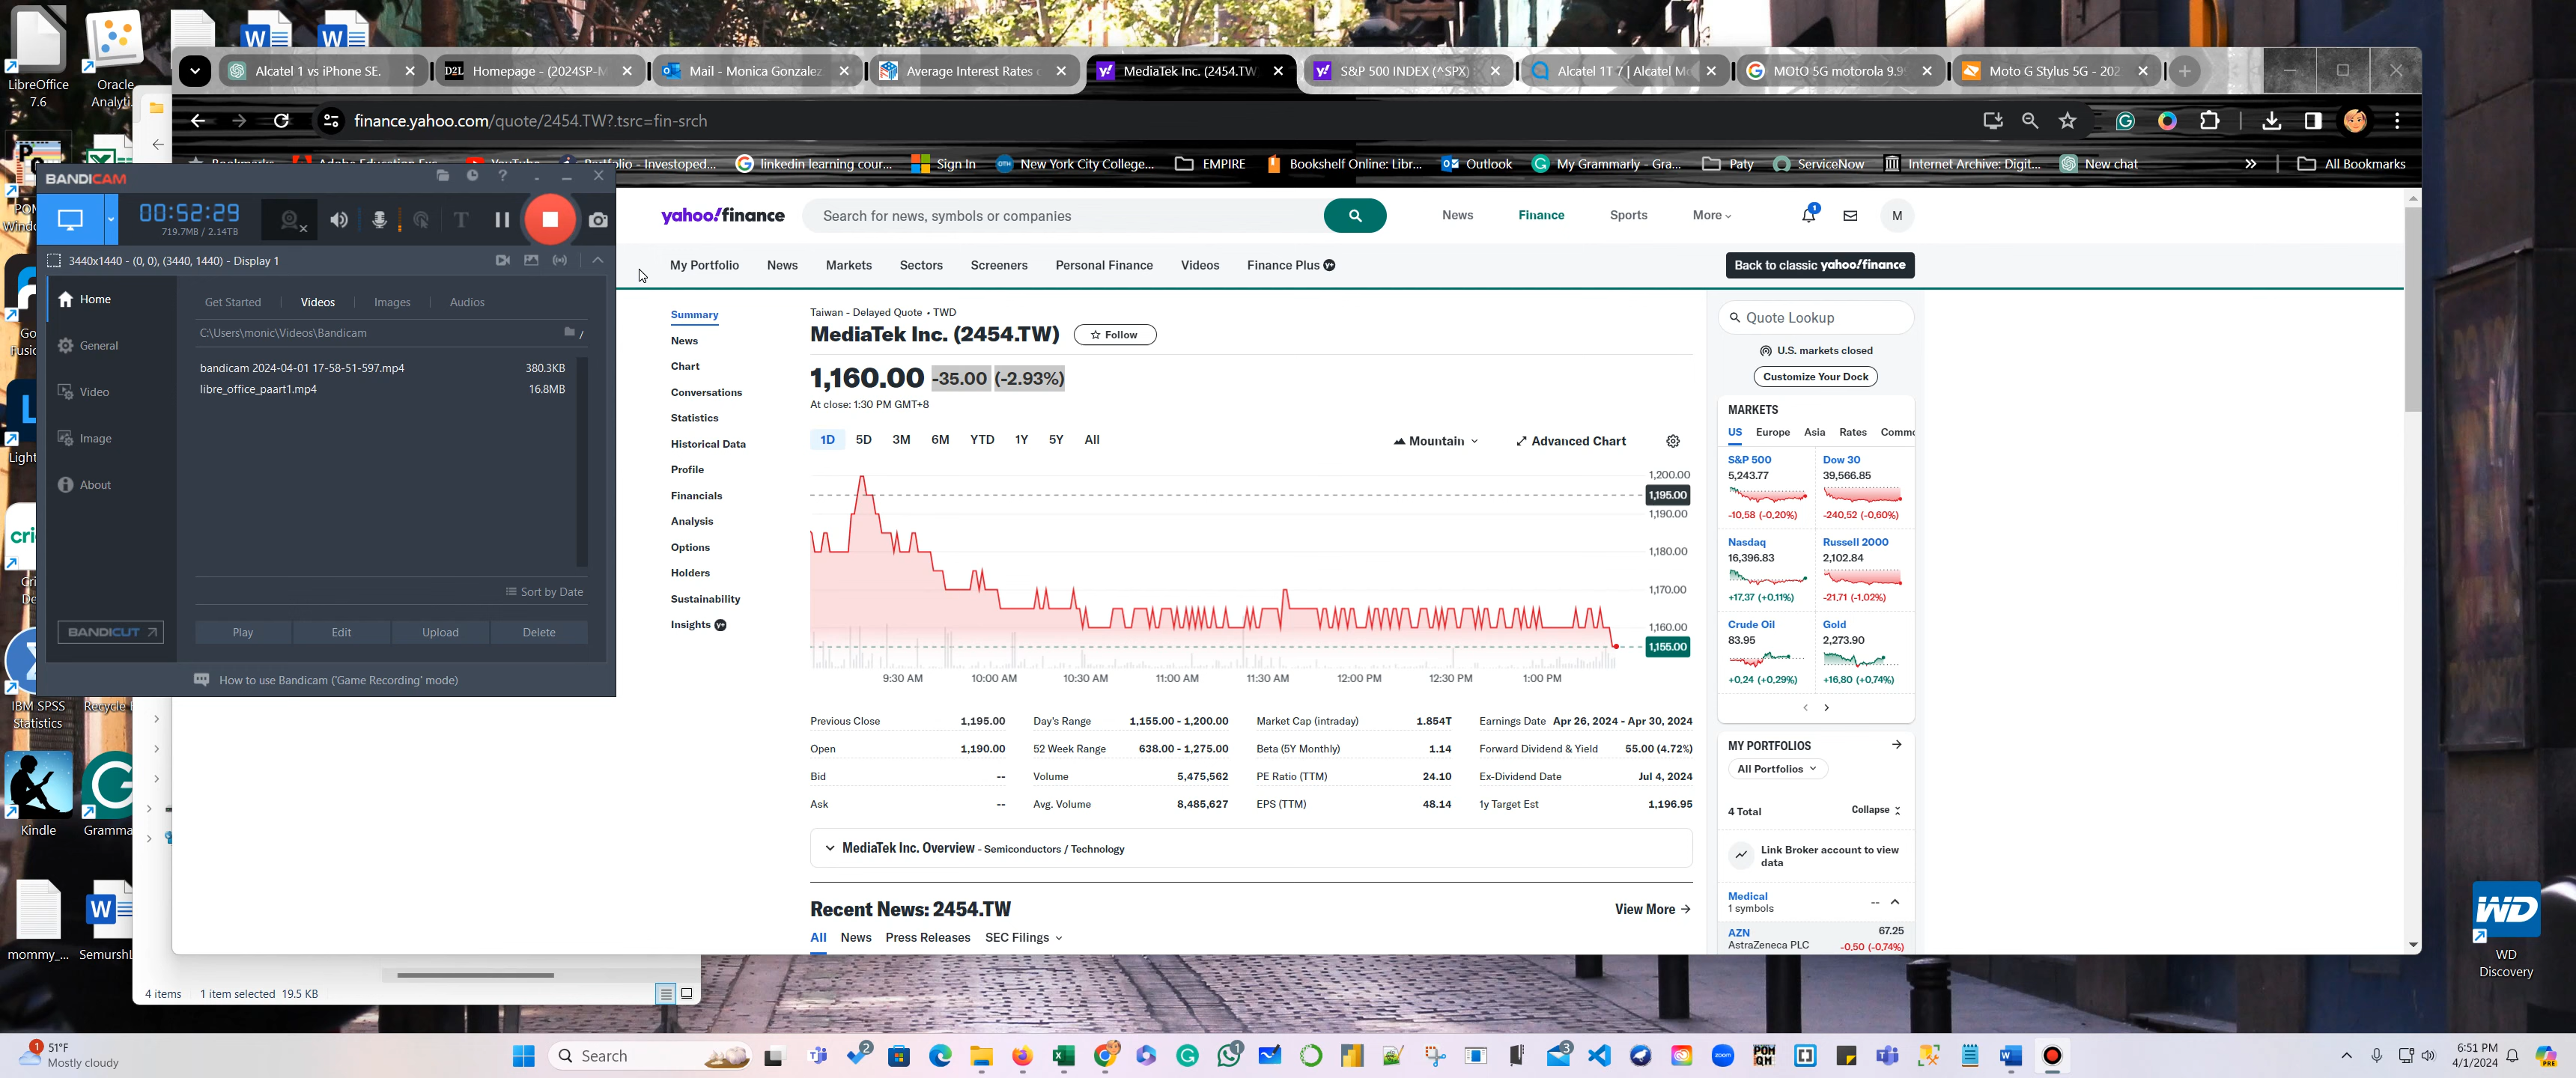 LibreOffice
7.6
Oracle
Analyti...
Alcatel 1 vs iPhone SE.
D2L Homepage - (2024SP-M
Mail - Monica Gonzalez
Average Interest Rates
MediaTek Inc. (2454.TW
S&P 500 INDEX (^SPX)
Alcatel 1T 7 | Alcatel Mo
MOtO 5G motorola 9.9
Moto G Stylus 5G - 202
finance.yahoo.com/quote/2454.TW?.tsrc=fin-srch
Portfolio - Investoped...
linkedin learning cour...
Sign In
New York City College...
EMPIRE
Bookshelf Online: Libr...
Outlook
My Grammarly - Gra...
Paty
ServiceNow
Internet Archive: Digit...
New chat
»
All Bookmarks
BANDICAM
00:52:29
719.7MB / 2.14TB
3440x1440 - (0, 0), (3440, 1440) - Display 1
Home
General
Video
Image
About
BANDICUT
Get Started
Videos
Images
Audios
C:\Users\monic\Videos\Bandicam
bandicam 2024-04-01 17-58-51-597.mp4 380.3KB
libre_office_paart1.mp4 16.8MB
Sort by Date
Play Edit Upload Delete
How to use Bandicam ('Game Recording' mode)
yahoo!finance
Search for news, symbols or companies
News Finance Sports More
1
M
My Portfolio News Markets Sectors Screeners Personal Finance Videos Finance Plus
Back to classic yahoo!finance
Summary
News
Chart
Conversations
Statistics
Historical Data
Profile
Financials
Analysis
Options
Holders
Sustainability
Insights
Taiwan - Delayed Quote • TWD
MediaTek Inc. (2454.TW)
Follow
1,160.00 -35.00 (-2.93%)
At close: 1:30 PM GMT+8
1D 5D 3M 6M YTD 1Y 5Y All
Mountain
Advanced Chart
1,200.00
1,195.00
1,190.00
1,180.00
1,170.00
1,160.00
1,155.00
9:30 AM 10:00 AM 10:30 AM 11:00 AM 11:30 AM 12:00 PM 12:30 PM 1:00 PM
Previous Close 1,195.00 Day's Range 1,155.00 - 1,200.00 Market Cap (intraday) 1.854T Earnings Date Apr 26, 2024 - Apr 30, 2024
Open 1,190.00 52 Week Range 638.00 - 1,275.00 Beta (5Y Monthly) 1.14 Forward Dividend & Yield 55.00 (4.72%)
Bid -- Volume 5,475,562 PE Ratio (TTM) 24.10 Ex-Dividend Date Jul 4, 2024
Ask -- Avg. Volume 8,485,627 EPS (TTM) 48.14 1y Target Est 1,196.95
MediaTek Inc. Overview - Semiconductors / Technology
Recent News: 2454.TW
View More
All News Press Releases SEC Filings
Quote Lookup
U.S. markets closed
Customize Your Dock
MARKETS
US Europe Asia Rates Commo
S&P 500 Dow 30
5,243.77 39,566.85
-10.58 (-0.20%) -240.52 (-0.60%)
Nasdaq Russell 2000
16,396.83 2,102.84
+17.37 (+0.11%) -21.71 (-1.02%)
Crude Oil Gold
83.95 2,273.90
+0.24 (+0.29%) +16.80 (+0.74%)
MY PORTFOLIOS
All Portfolios
4 Total Collapse
Link Broker account to view
data
Medical --
1 symbols
AZN 67.25
AstraZeneca PLC -0.50 (-0.74%)
IBM SPSS
Statistics
Kindle
Gramma
mommy_... SemurshL
4 items 1 item selected 19.5 KB
WD
WD
Discovery
1
51°F
Mostly cloudy
Search
2
1
3
zoom
POM
QM
6:51 PM
4/1/2024
PRE